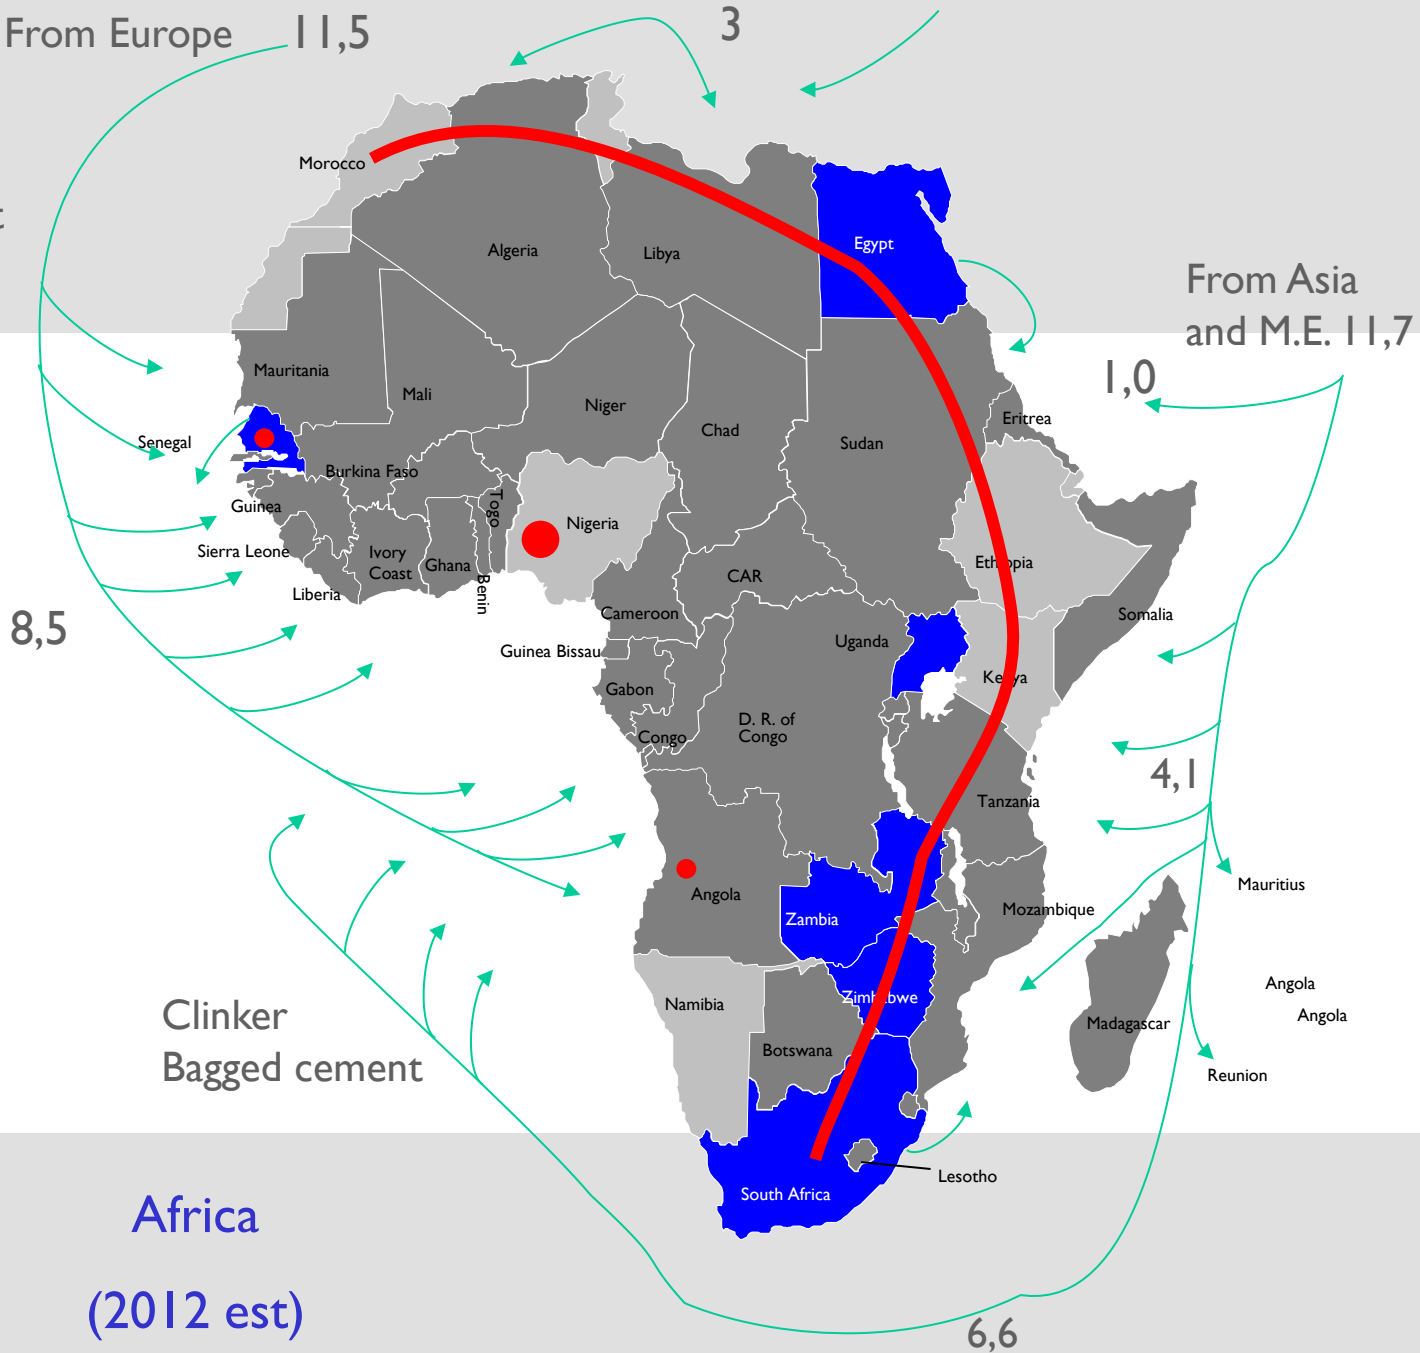 From Europe 11,5
3
Morocco
Algeria
Libya
Egypt
From Asia
and M.E. 11,7
1,0
Mauritania
Mali
Niger
Chad
Sudan
Eritrea
Senegal
Burkina Faso
Togo
Guinea
Nigeria
Sierra Leone
Ivory
Coast
Ghana
Benin
Liberia
CAR
Ethiopia
Cameroon
Somalia
8,5
Guinea Bissau
Uganda
Gabon
Kenya
Congo
D. R. of
Congo
4,1
Tanzania
Angola
Zambia
Mozambique
Mauritius
Namibia
Zimbabwe
Madagascar
Angola
Angola
Clinker
Bagged cement
Botswana
Reunion
South Africa
Lesotho
Africa
(2012 est)
6,6